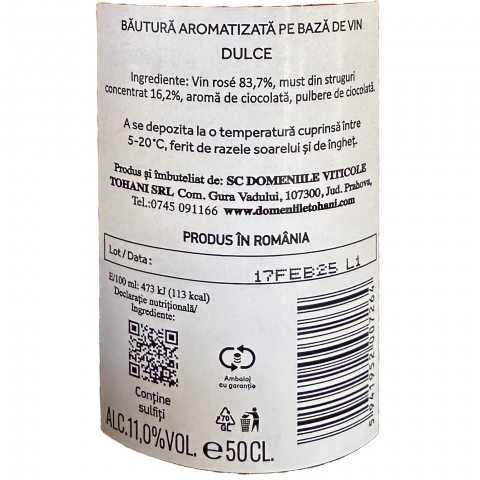 BĂUTURĂ AROMATIZATĂ PE BAZĂ DE VIN
DULCE
Ingrediente: Vin rosé 83,7%, must din struguri
concentrat 16,2%, aromă de ciocolată, pulbere de ciocolată.
A se depozita la o temperatură cuprinsă între
5-20°C, ferit de razele soarelui și de îngheț.
Produs și îmbuteliat de: SC DOMENIILE VITICOLE
TOHANI SRL Com. Gura Vadului, 107300, Jud. Prahova,
Tel.:0745 091166 www.domeniiletohani.com
PRODUS ÎN ROMÂNIA
Lot / Data :
17FEB25 L1
E/100 ml: 473 kJ (113 kcal)
Declarație nutrițională/
Ingrediente:
Ambalaj
cu garanție
Conține
sulfiți
70
GL
ALC.11,0%VOL. e50CL.
5941952007264